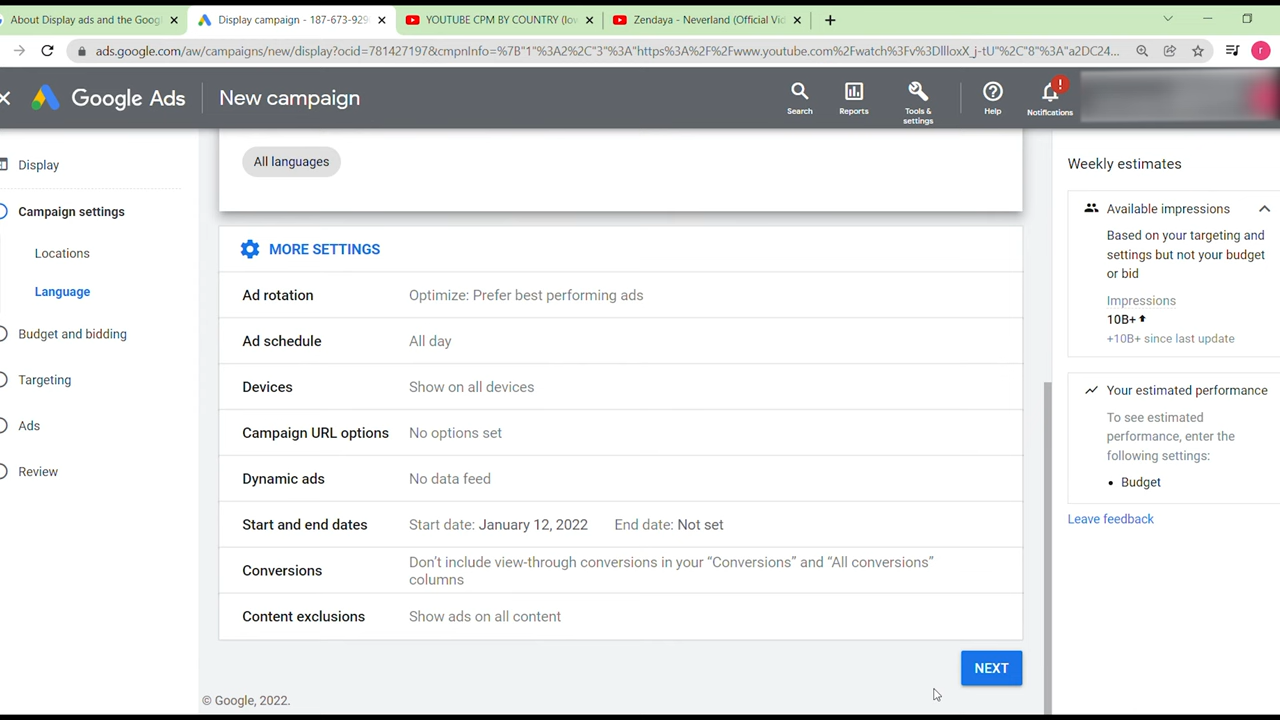 About Display ads and the Googl
Display campaign - 187-673-929
YOUTUBE CPM BY COUNTRY (low
Zendaya - Neverland (Official Vid
ads.google.com/aw/campaigns/new/display?ocid=781427197&cmpnInfo=%7B"1"%3A2%2C"3"%3A"https%3A%2F%2Fwww.youtube.com%2Fwatch%3Fv%3DllloxX_j-tU"%2C"8"%3A"a2DC24...
r
Google Ads
New campaign
Search
Reports
Tools & settings
Help
Notifications
Display
Campaign settings
Locations
Language
Budget and bidding
Targeting
Ads
Review
All languages
MORE SETTINGS
Ad rotation Optimize: Prefer best performing ads
Ad schedule All day
Devices Show on all devices
Campaign URL options No options set
Dynamic ads No data feed
Start and end dates Start date: January 12, 2022 End date: Not set
Conversions Don't include view-through conversions in your "Conversions" and "All conversions"
columns
Content exclusions Show ads on all content
NEXT
© Google, 2022.
Weekly estimates
Available impressions
Based on your targeting and
settings but not your budget
or bid
Impressions
10B+
+10B+ since last update
Your estimated performance
To see estimated
performance, enter the
following settings:
• Budget
Leave feedback